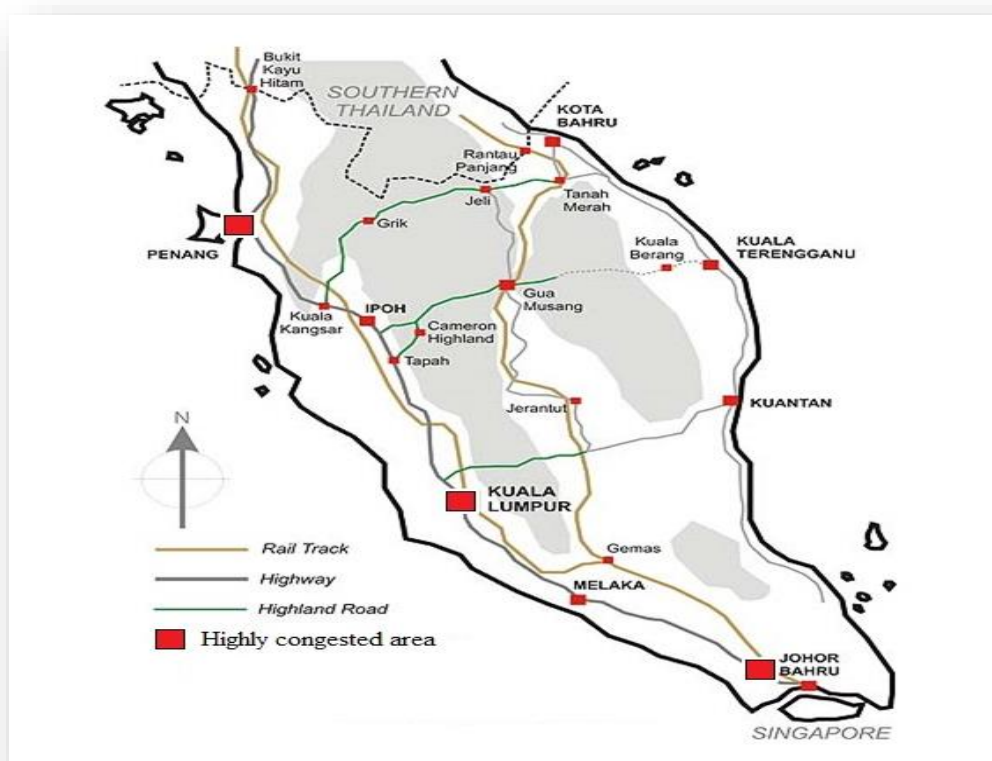 Bukit
Kayu
Hitam
SOUTHERN
THAILAND
KOTA
BAHRU
Rantau
Panjang
Jeli
Tanah
Merah
Grik
PENANG
Kuala
Berang
KUALA
TERENGGANU
Kuala
Kangsar
IPOH
Gua
Musang
Cameron
Highland
Tapah
Jerantut
KUANTAN
N
KUALA
LUMPUR
Rail Track
Highway
Highland Road
Highly congested area
Gemas
MELAKA
JOHOR
BAHRU
SINGAPORE